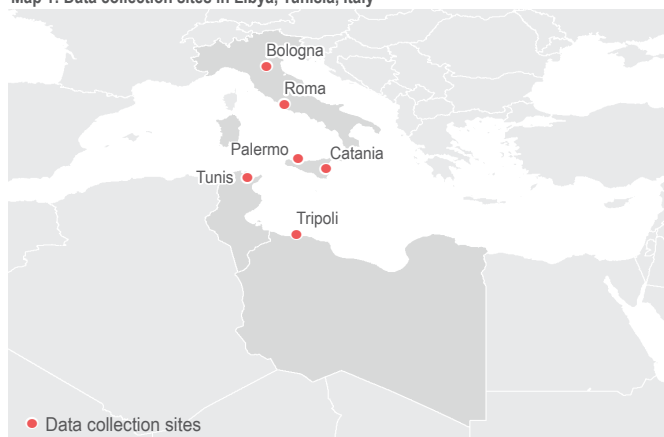 Map 1: Data collection sites in Libya, Tunisia, Italy
Bologna
Roma
Palermo
Catania
Tunis
Tripoli
Data collection sites